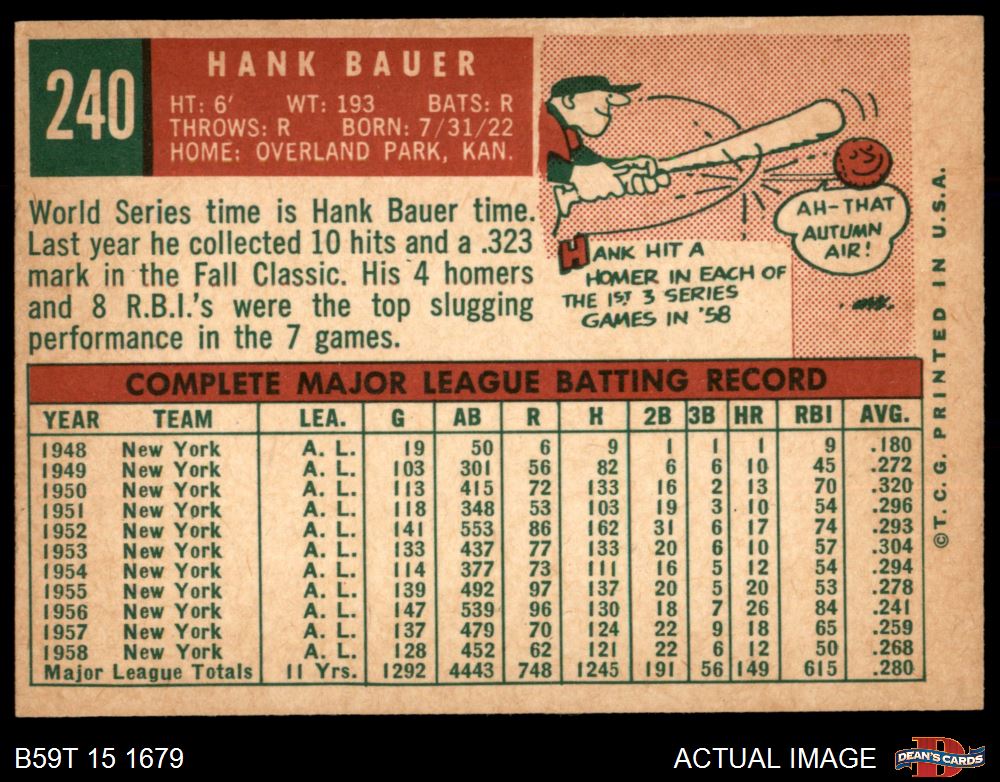 240
HANK BAUER
HT: 6' WT: 193 BATS: R
THROWS: R BORN: 7/31/22
HOME: OVERLAND PARK, KAN.
World Series time is Hank Bauer time.
Last year he collected 10 hits and a .323
mark in the Fall Classic. His 4 homers
and 8 R.B.I.'s were the top slugging
performance in the 7 games.
AH-THAT
AUTUMN
AIR!
HANK HIT A
HOMER IN EACH OF
THE 1ST 3 SERIES
GAMES IN '58
COMPLETE MAJOR LEAGUE BATTING RECORD
YEAR TEAM LEA. G AB R H 2B 3B HR RBI AVG.
1948 New York A. L. 19 50 6 9 1 1 1 9 .180
1949 New York A. L. 103 301 56 82 6 6 10 45 .272
1950 New York A. L. 113 415 72 133 16 2 13 70 .320
1951 New York A. L. 118 348 53 103 19 3 10 54 .296
1952 New York A. L. 141 553 86 162 31 6 17 74 .293
1953 New York A. L. 133 437 77 133 20 6 10 57 .304
1954 New York A. L. 114 377 73 111 16 5 12 54 .294
1955 New York A. L. 139 492 97 137 20 5 20 53 .278
1956 New York A. L. 147 539 96 130 18 7 26 84 .241
1957 New York A. L. 137 479 70 124 22 9 18 65 .259
1958 New York A. L. 128 452 62 121 22 6 12 50 .268
Major League Totals 11 Yrs. 1292 4443 748 1245 191 56 149 615 .280
©T. C. G. PRINTED IN U.S.A.
B59T 15 1679
ACTUAL IMAGE
D
DEAN'S CARDS